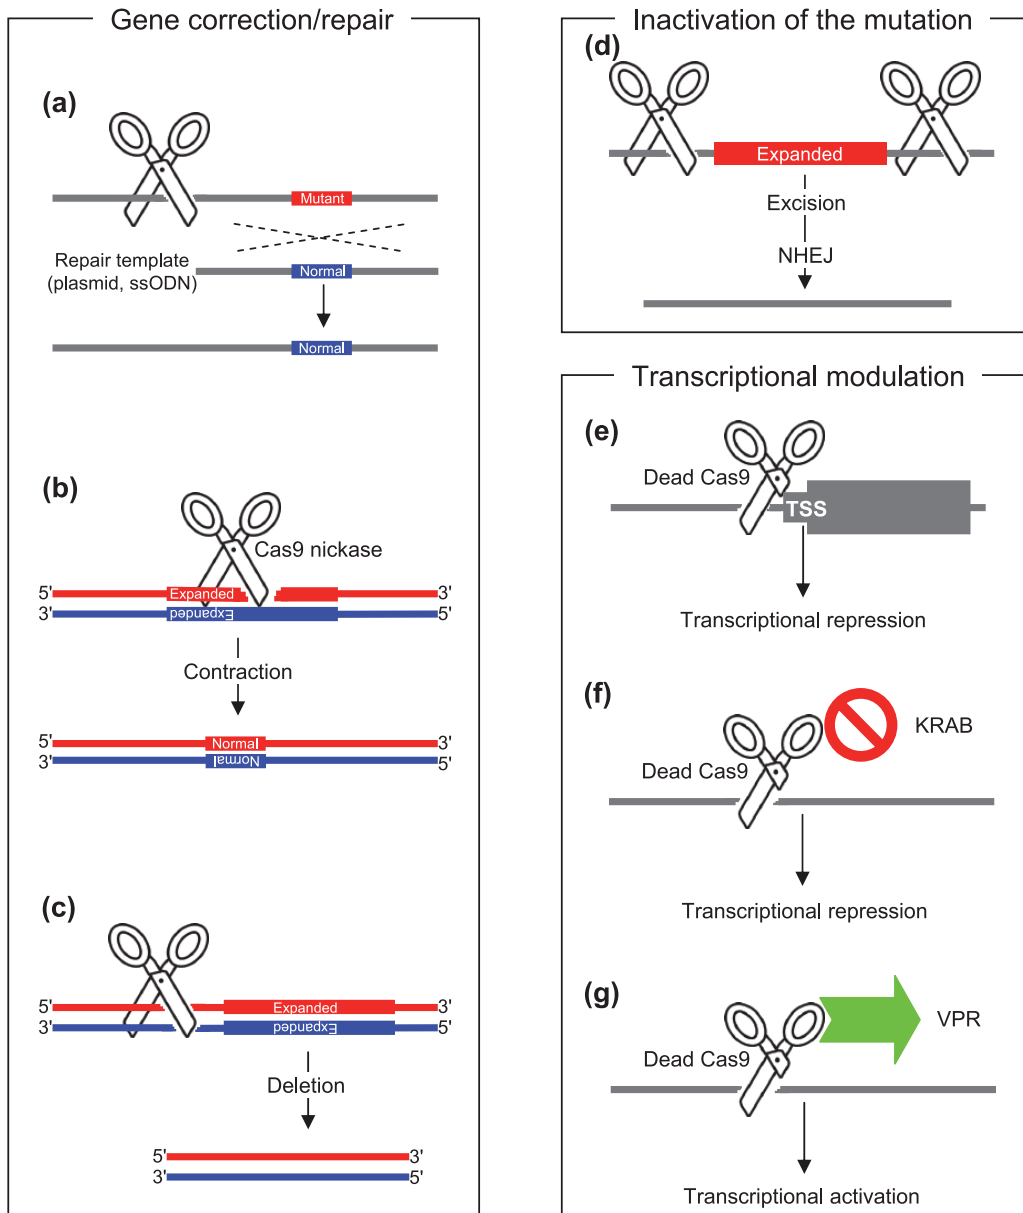 Gene correction/repair
(a)
Mutant
Repair template
(plasmid, ssODN)
Normal
Normal
(b)
Cas9 nickase
5'
Expanded
3'
3'
Expanded
5'
Contraction
5'
Normal
3'
3'
Normal
5'
(c)
5'
Expanded
3'
3'
Expanded
5'
Deletion
5'
3'
3'
5'
Inactivation of the mutation
(d)
Expanded
Excision
NHEJ
Transcriptional modulation
(e)
Dead Cas9
TSS
Transcriptional repression
(f)
KRAB
Dead Cas9
Transcriptional repression
(g)
VPR
Dead Cas9
Transcriptional activation